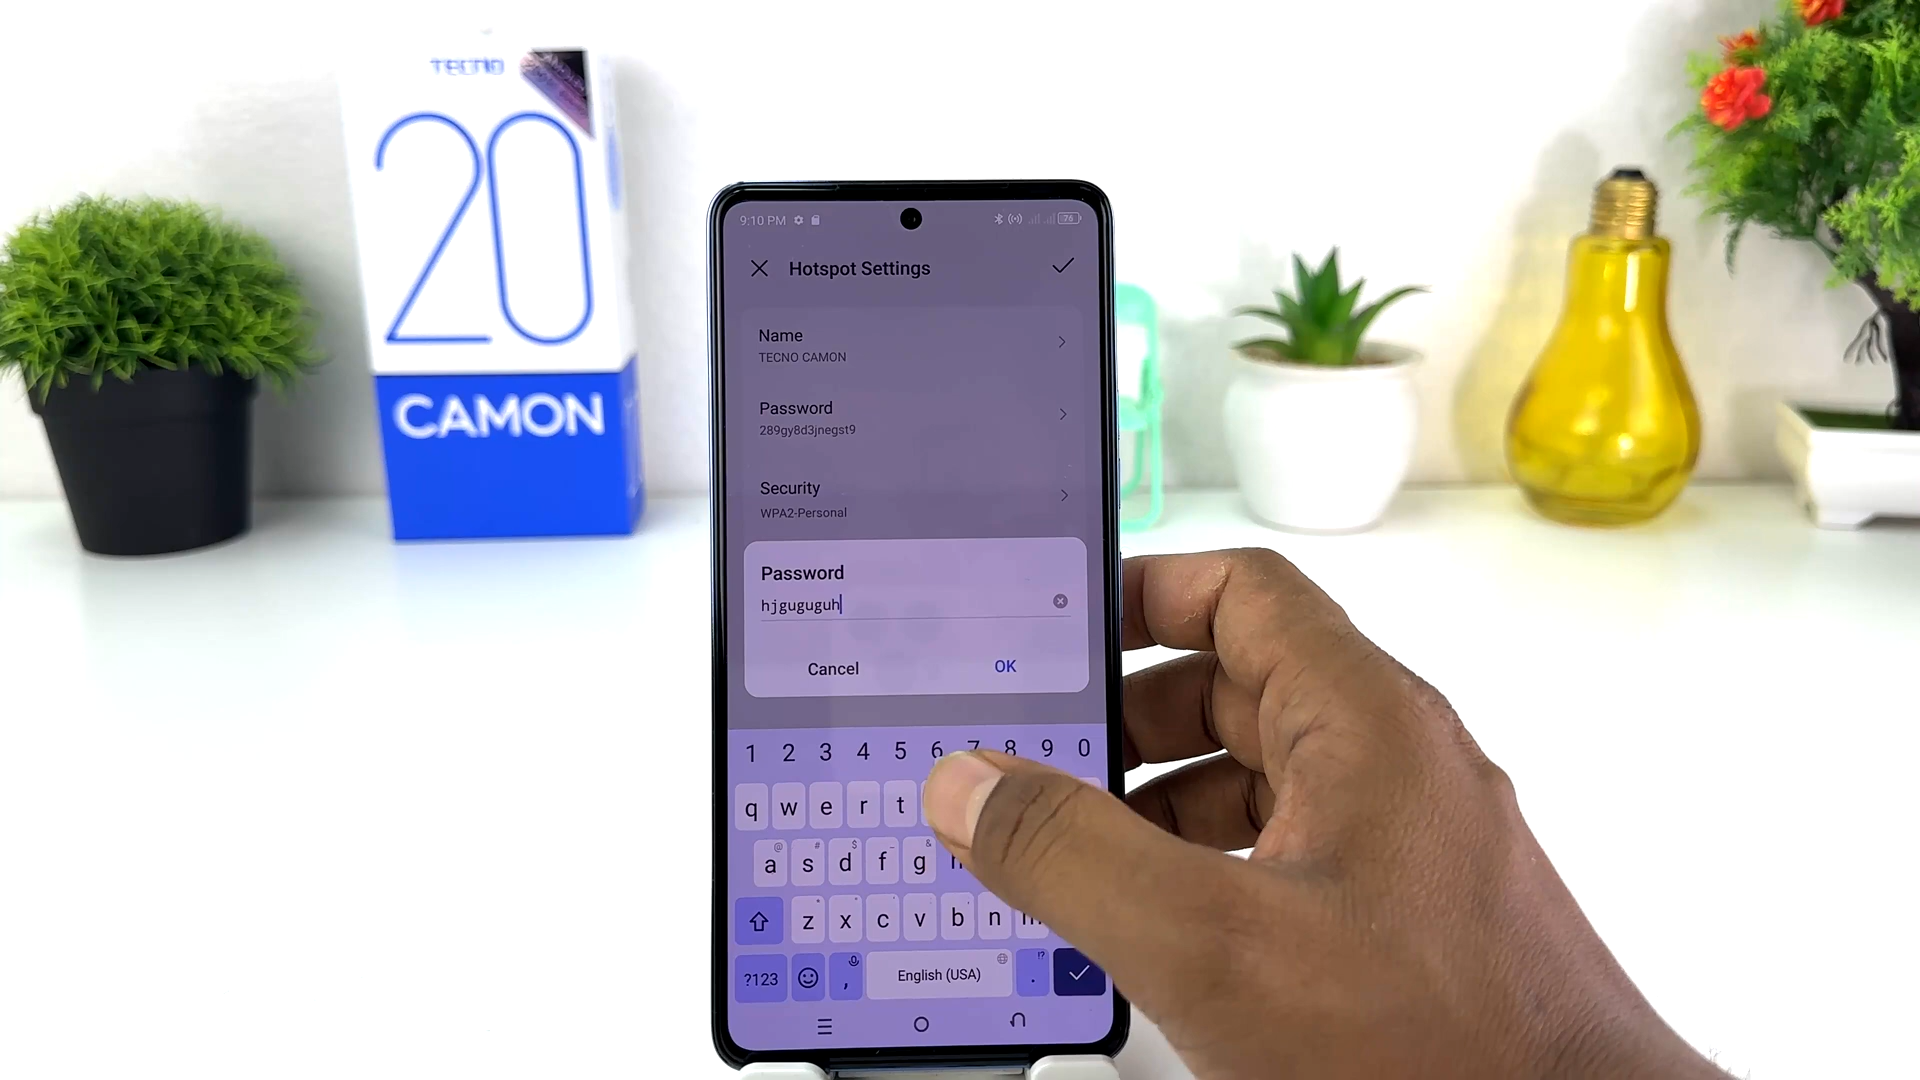 TECNO
20
CAMON
9:10 PM
76
Hotspot Settings
Name
TECNO CAMON
Password
289gy8d3jnegst9
Security
WPA2-Personal
Password
hjguguguh
Cancel
OK
1 2 3 4 5 6 7 8 9 0
q w e r t
@ # $ _ &
a s d f g h
z x c v b n m
!?
?123 , English (USA) .